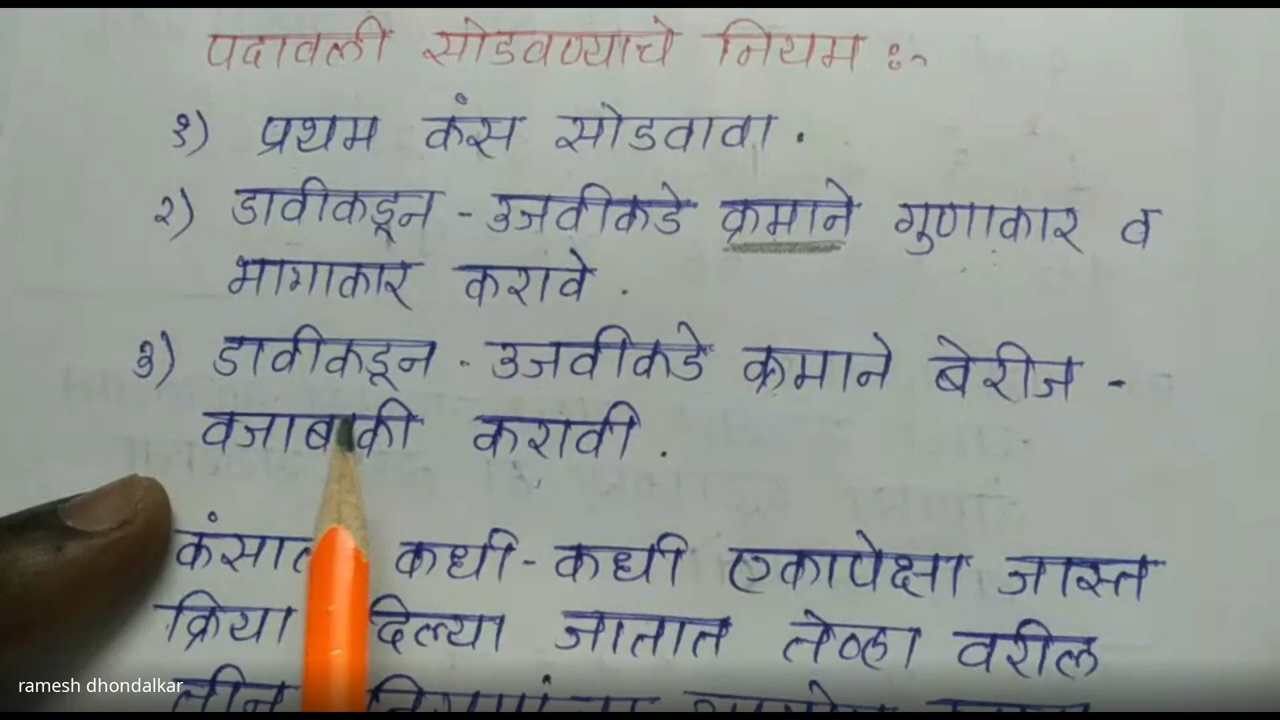 पदावली सोडवण्याचे नियम :-
१) प्रथम कंस सोडवावा .
२) डावीकडून - उजवीकडे क्रमाने गुणाकार व
भागाकार करावे .
३) डावीकडून - उजवीकडे क्रमाने बेरीज -
वजाबाकी करावी .
कंसात कधी - कधी एकापेक्षा जास्त
क्रिया दिल्या जातात तेव्हा वरील
तीन
ramesh dhondalkar